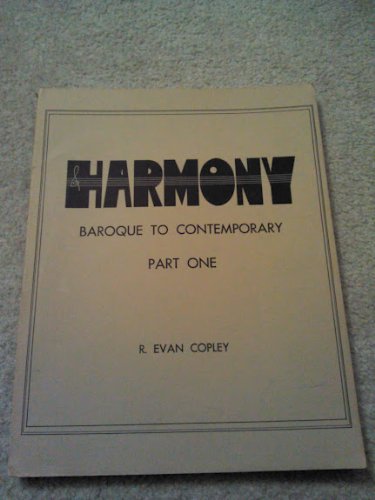 HARMONY
BAROQUE TO CONTEMPORARY
PART ONE
R. EVAN COPLEY